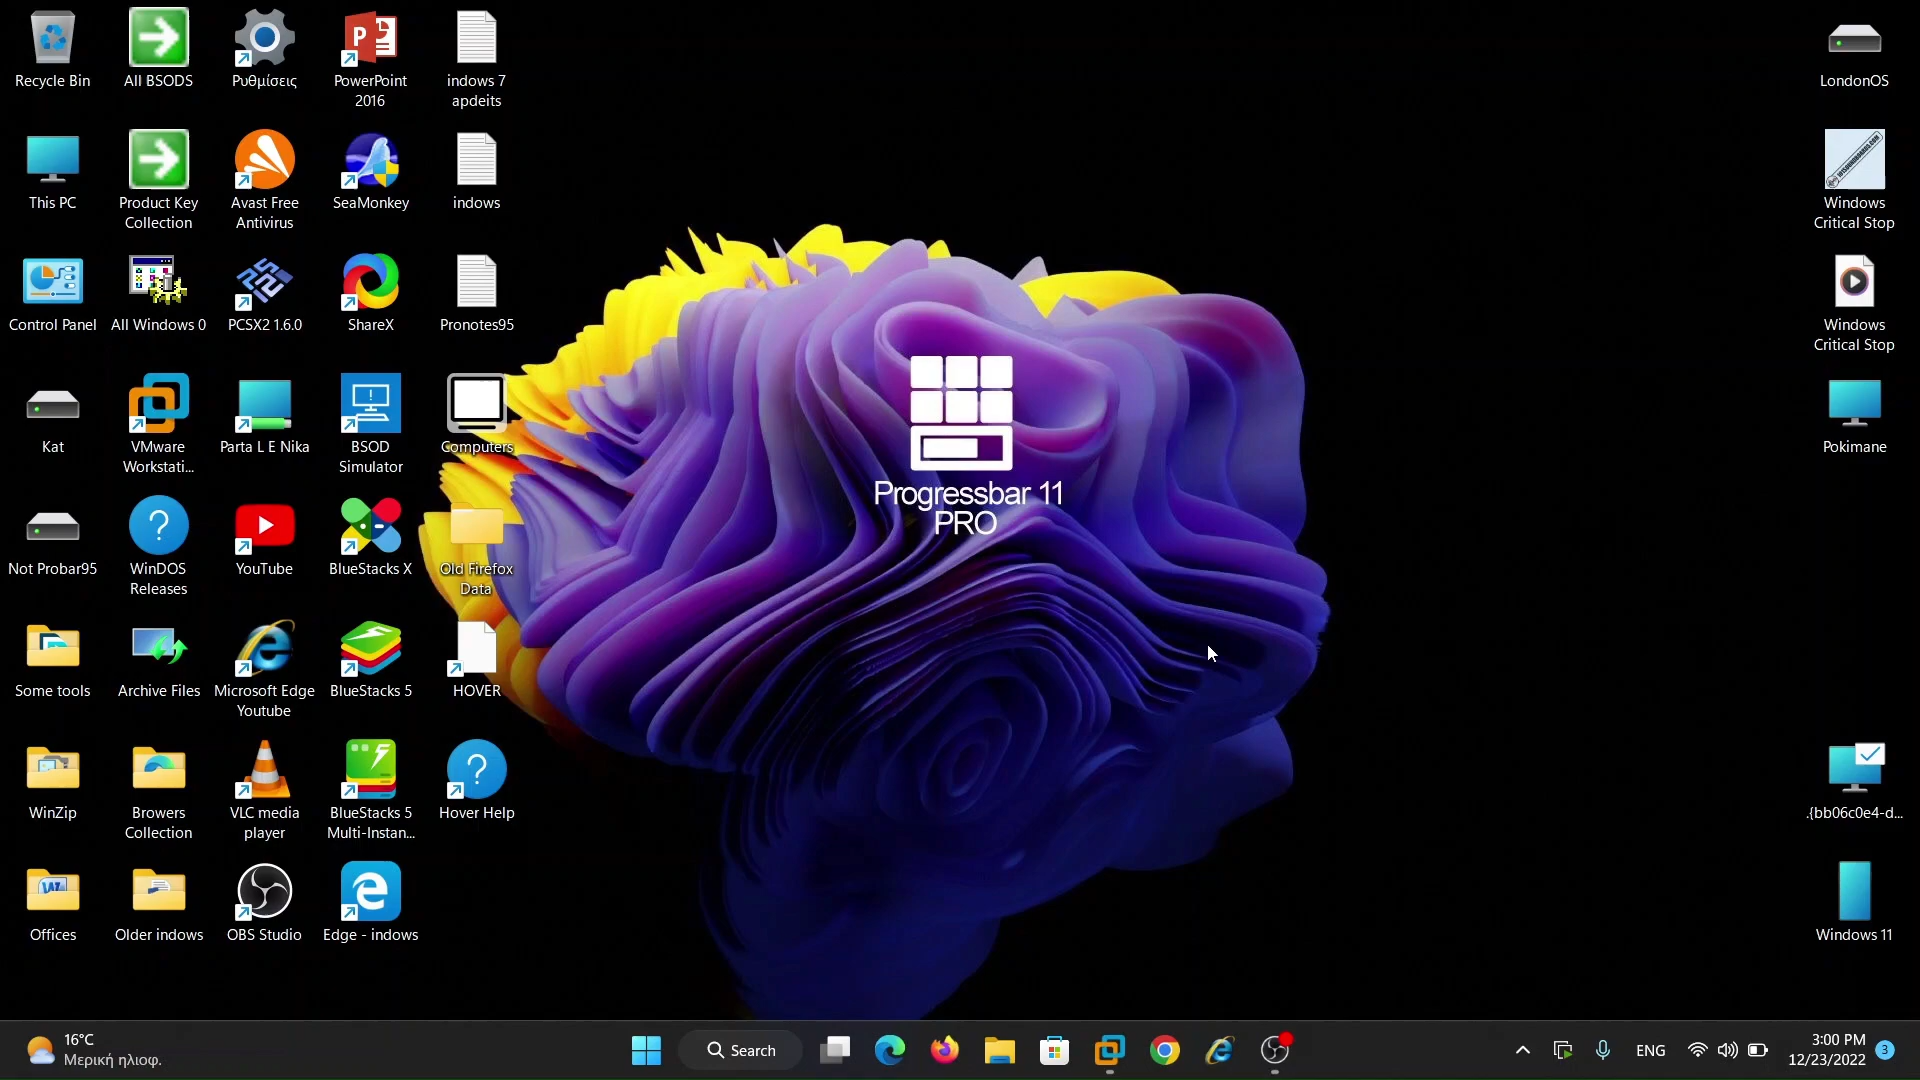 Recycle Bin
All BSODS
Ρυθμίσεις
PowerPoint
2016
indows 7
apdeits
LondonOS
This PC
Product Key
Collection
Avast Free
Antivirus
SeaMonkey
indows
Windows
Critical Stop
Control Panel
All Windows 0
PCSX2 1.6.0
ShareX
Pronotes95
Windows
Critical Stop
Kat
VMware
Workstati...
Parta L E Nika
BSOD
Simulator
Computers
Pokimane
Progressbar 11
PRO
Not Probar95
WinDOS
Releases
YouTube
BlueStacks X
Old Firefox
Data
Some tools
Archive Files
Microsoft Edge
Youtube
BlueStacks 5
HOVER
WinZip
Browers
Collection
VLC media
player
BlueStacks 5
Multi-Instan...
Hover Help
.{bb06c0e4-d...
Offices
Older indows
OBS Studio
Edge - indows
Windows 11
16°C
Μερική ηλιοφ.
Search
ENG
3:00 PM
12/23/2022
3